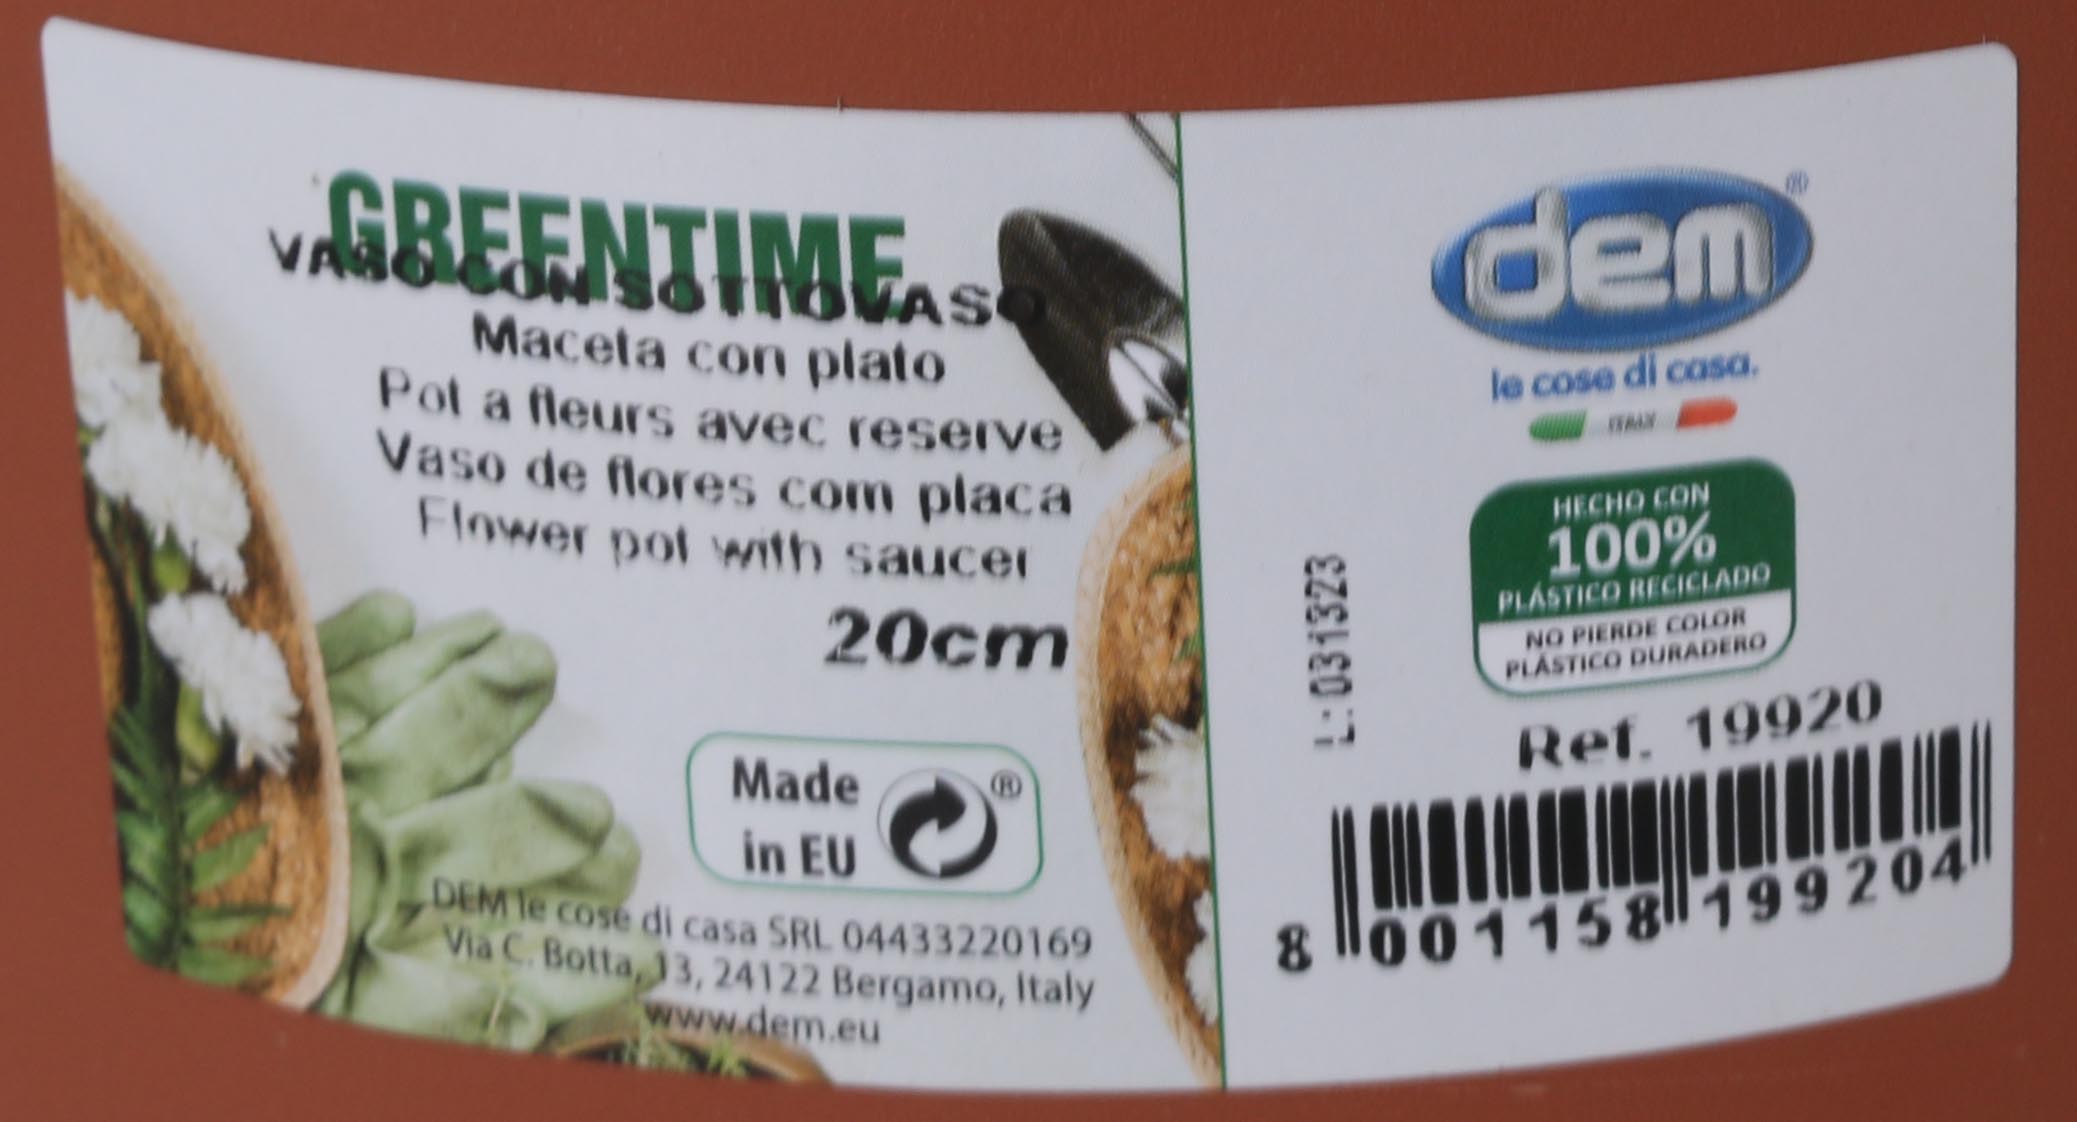 GREENTIME
VASO CON SOTTOVASO
Maceta con plato
Pot a fleurs avec reserve
Vaso de flores com placa
Flower pot with saucer
20cm
Made
in EU
®
DEM le cose di casa SRL 04433220169
Via C. Botta, 13, 24122 Bergamo, Italy
www.dem.eu
dem®
le cose di casa.
ITALY
HECHO CON
100%
PLÁSTICO RECICLADO
NO PIERDE COLOR
PLÁSTICO DURADERO
L:031323
Ref. 19920
8 001158 199204